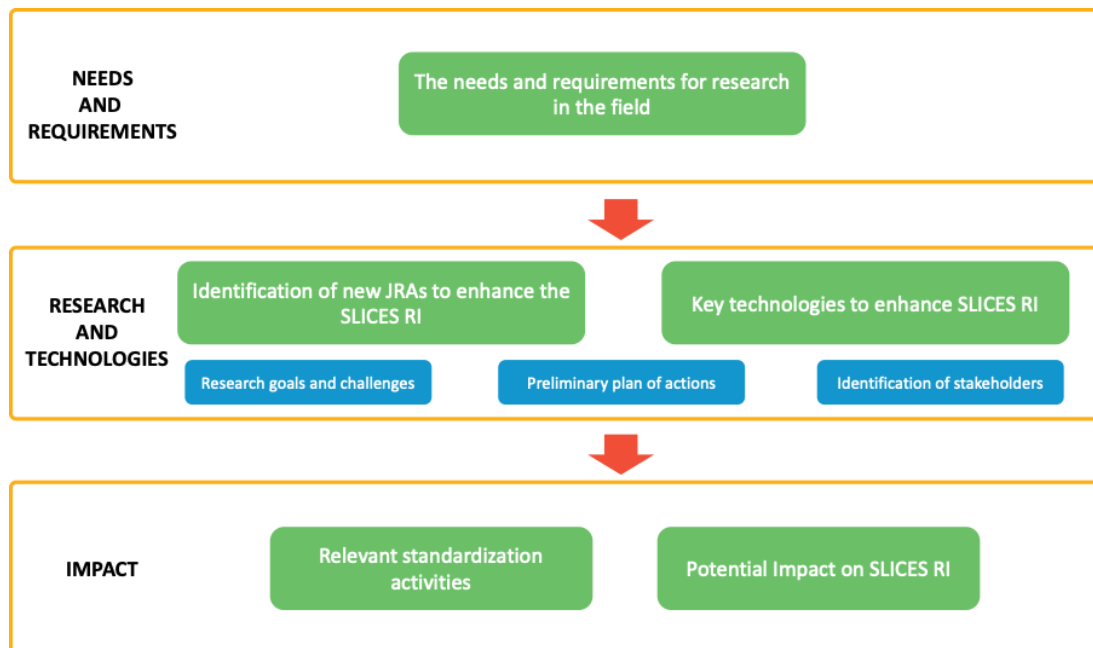 NEEDS
AND
REQUIREMENTS
The needs and requirements for research
in the field
RESEARCH
AND
TECHNOLOGIES
Identification of new JRAs to enhance the
SLICES RI
Key technologies to enhance SLICES RI
Research goals and challenges
Preliminary plan of actions
Identification of stakeholders
IMPACT
Relevant standardization
activities
Potential Impact on SLICES RI